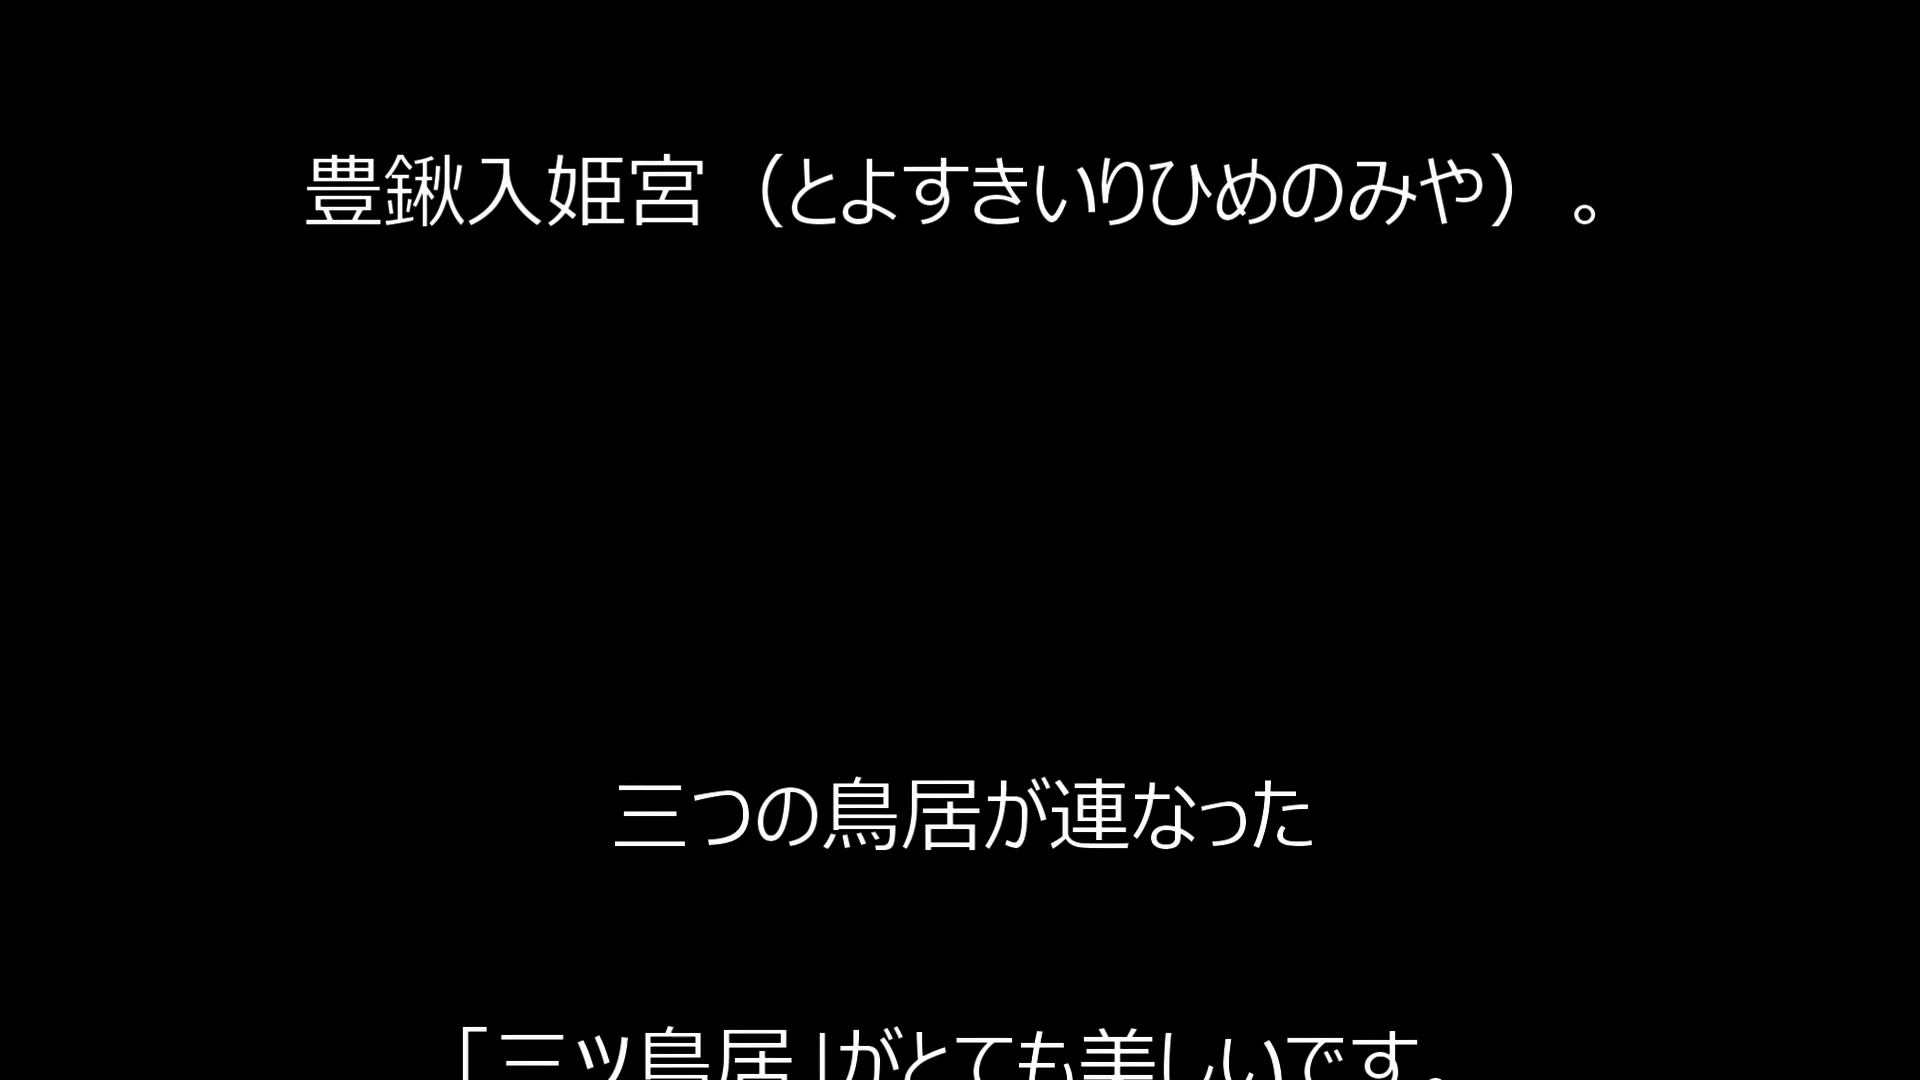 豊鍬入姫宮（とよすきいりひめのみや）。
三つの鳥居が連なった
「三ツ鳥居」がとても美しいです。